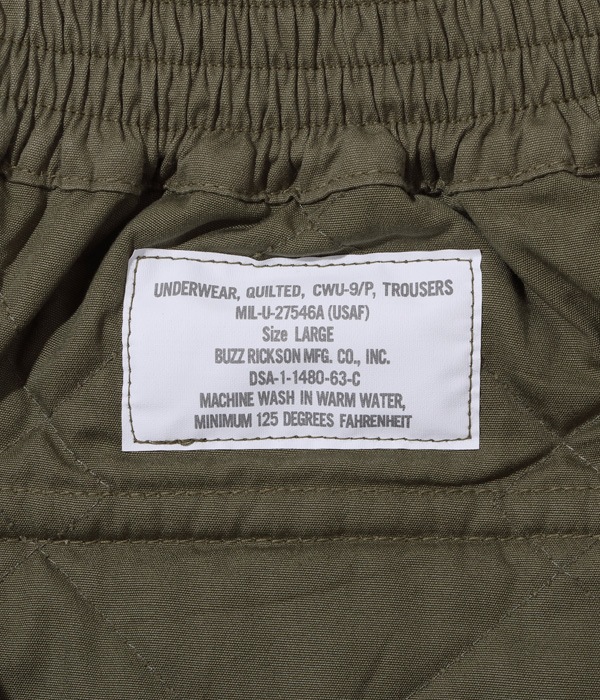 UNDERWEAR, QUILTED, CWU-9/P, TROUSERS
MIL-U-27546A (USAF)
Size LARGE
BUZZ RICKSON MFG. CO., INC.
DSA-1-1480-63-C
MACHINE WASH IN WARM WATER,
MINIMUM 125 DEGREES FAHRENHEIT